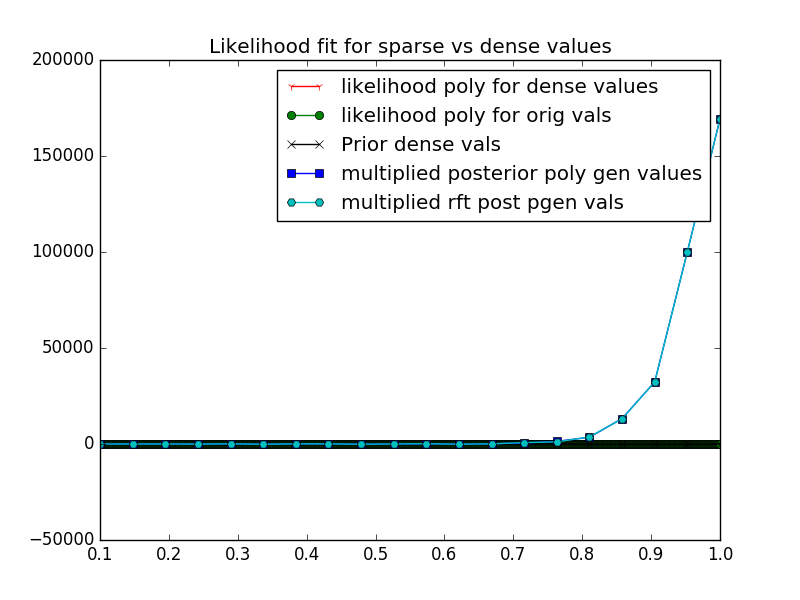 Likelihood fit for sparse vs dense values
200000
150000
100000
50000
0
−50000
likelihood poly for dense values
likelihood poly for orig vals
Prior dense vals
multiplied posterior poly gen values
multiplied rft post pgen vals
0.1 0.2 0.3 0.4 0.5 0.6 0.7 0.8 0.9 1.0